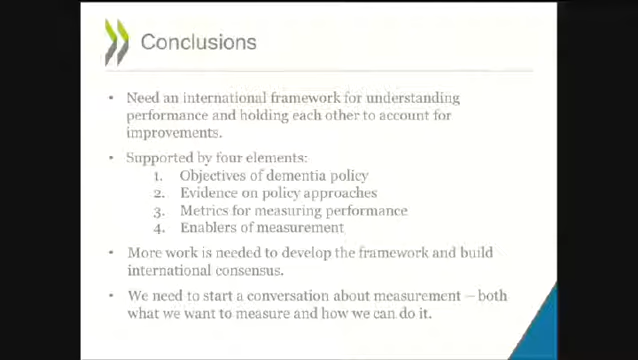 Conclusions
• Need an international framework for understanding
performance and holding each other to account for
improvements.
• Supported by four elements:
1. Objectives of dementia policy
2. Evidence on policy approaches
3. Metrics for measuring performance
4. Enablers of measurement
• More work is needed to develop the framework and build
international consensus.
• We need to start a conversation about measurement – both
what we want to measure and how we can do it.